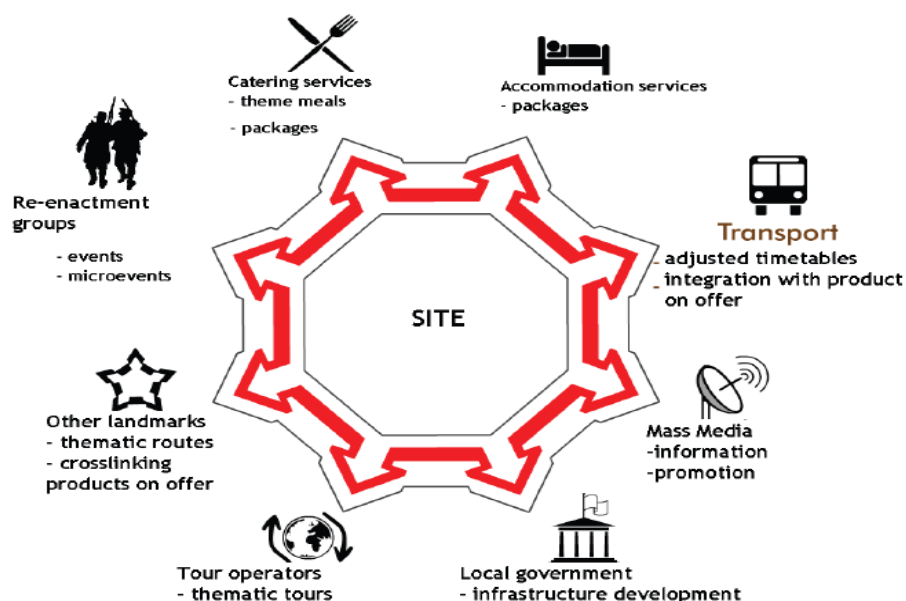 Catering services
- theme meals
- packages
Accommodation services
- packages
Re-enactment
groups
- events
- microevents
Transport
- adjusted timetables
- integration with product
on offer
SITE
Other landmarks
- thematic routes
- crosslinking
products on offer
Mass Media
-information
-promotion
Tour operators
- thematic tours
Local government
- infrastructure development